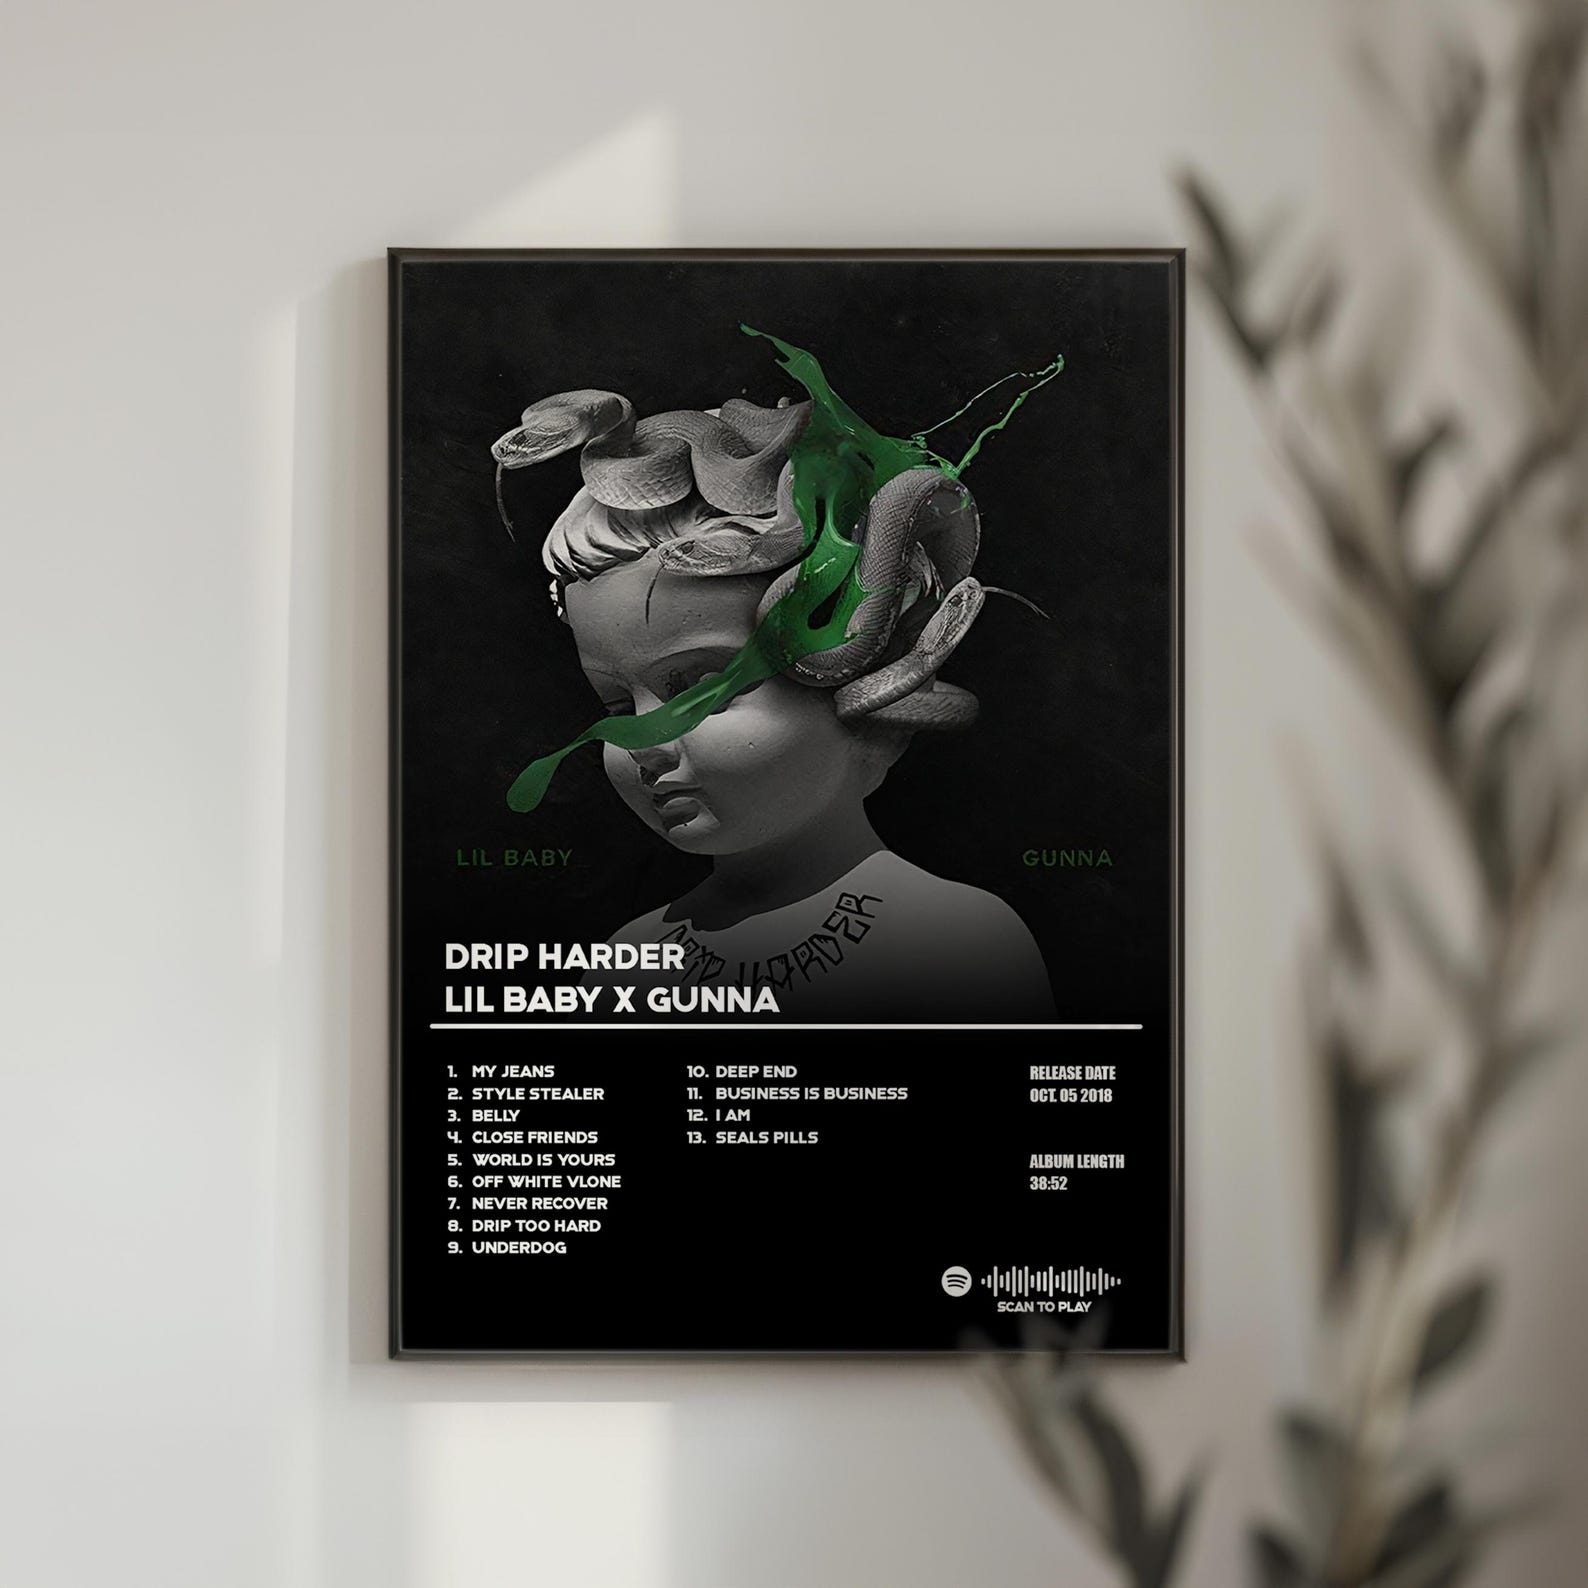 LIL BABY
GUNNA
DRIP HARDER
DRIP HARDER
LIL BABY X GUNNA
1. MY JEANS
2. STYLE STEALER
3. BELLY
4. CLOSE FRIENDS
5. WORLD IS YOURS
6. OFF WHITE VLONE
7. NEVER RECOVER
8. DRIP TOO HARD
9. UNDERDOG
10. DEEP END
11. BUSINESS IS BUSINESS
12. I AM
13. SEALS PILLS
RELEASE DATE
OCT. 05 2018
ALBUM LENGTH
38:52
SCAN TO PLAY